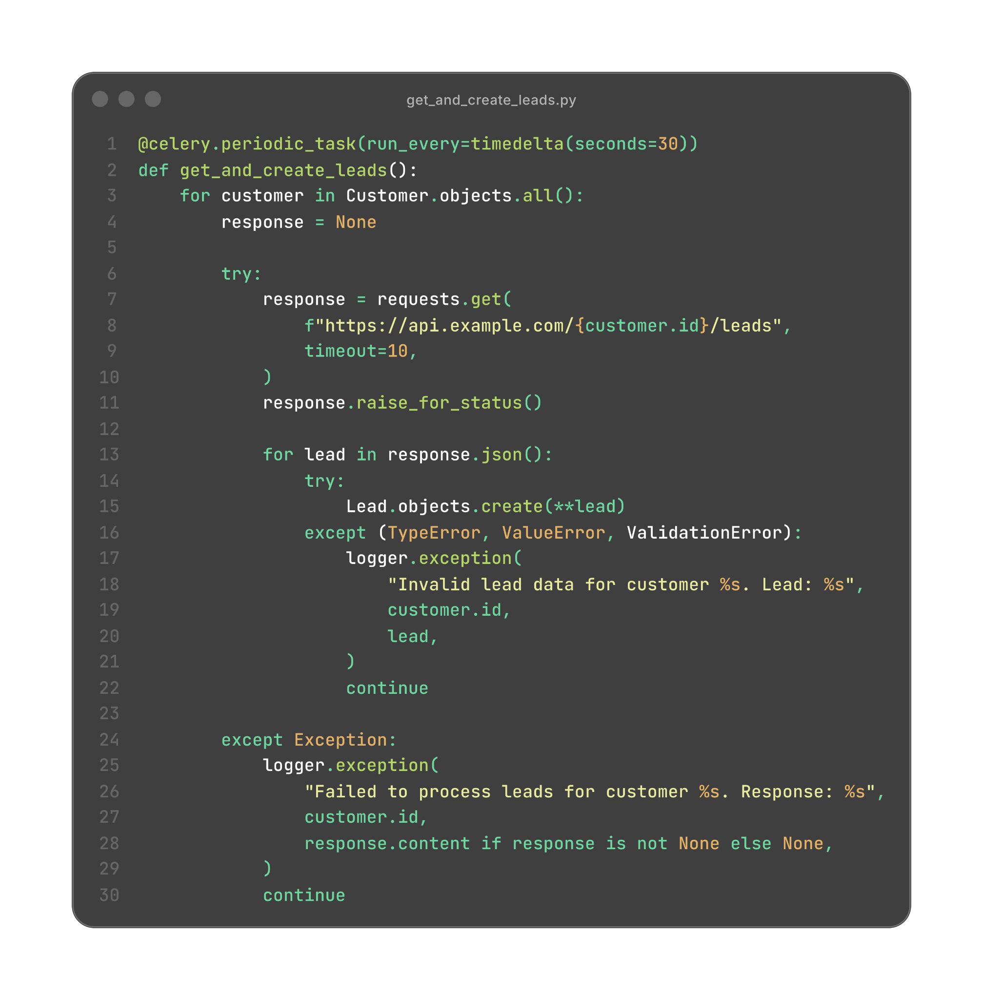 get_and_create_leads.py
1 @celery.periodic_task(run_every=timedelta(seconds=30))
2 def get_and_create_leads():
3     for customer in Customer.objects.all():
4         response = None
5
6         try:
7             response = requests.get(
8                 f"https://api.example.com/{customer.id}/leads",
9                 timeout=10,
10             )
11             response.raise_for_status()
12
13             for lead in response.json():
14                 try:
15                     Lead.objects.create(**lead)
16                 except (TypeError, ValueError, ValidationError):
17                     logger.exception(
18                         "Invalid lead data for customer %s. Lead: %s",
19                         customer.id,
20                         lead,
21                     )
22                     continue
23
24         except Exception:
25             logger.exception(
26                 "Failed to process leads for customer %s. Response: %s",
27                 customer.id,
28                 response.content if response is not None else None,
29             )
30             continue